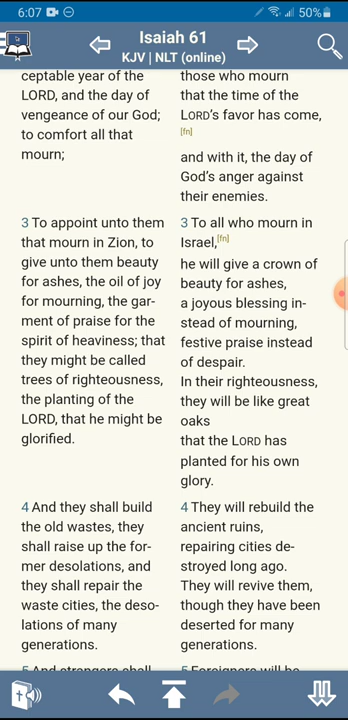 6:07
50%
Isaiah 61
KJV | NLT (online)
ceptable year of the
LORD, and the day of
vengeance of our God;
to comfort all that
mourn;
those who mourn
that the time of the
LORD's favor has come,
[fn]
and with it, the day of
God's anger against
their enemies.
3 To appoint unto them
that mourn in Zion, to
give unto them beauty
for ashes, the oil of joy
for mourning, the gar-
ment of praise for the
spirit of heaviness; that
they might be called
trees of righteousness,
the planting of the
LORD, that he might be
glorified.
3 To all who mourn in
Israel,[fn]
he will give a crown of
beauty for ashes,
a joyous blessing in-
stead of mourning,
festive praise instead
of despair.
In their righteousness,
they will be like great
oaks
that the LORD has
planted for his own
glory.
4 And they shall build
the old wastes, they
shall raise up the for-
mer desolations, and
they shall repair the
waste cities, the deso-
lations of many
generations.
4 They will rebuild the
ancient ruins,
repairing cities de-
stroyed long ago.
They will revive them,
though they have been
deserted for many
generations.
5 And strangers shall
5 Foreigners will be